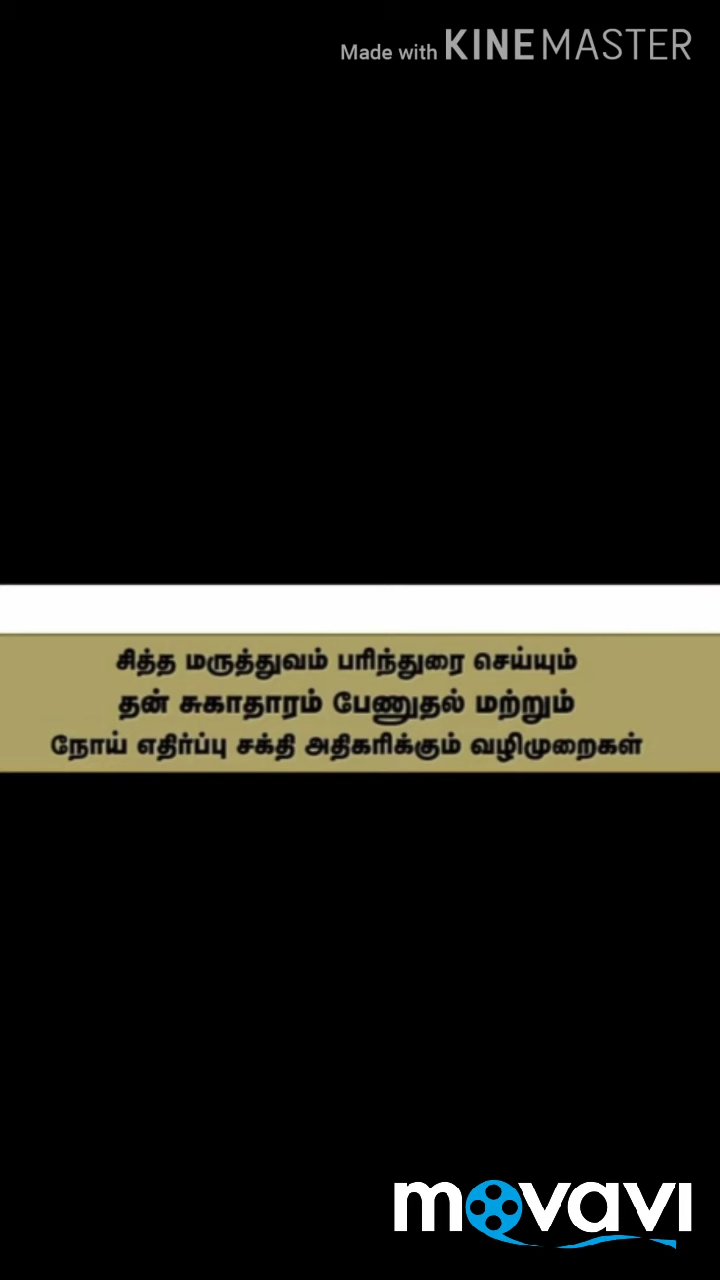 Made with KINEMASTER
சித்த மருத்துவம் பரிந்துரை செய்யும்
தன் சுகாதாரம் பேணுதல் மற்றும்
நோய் எதிர்ப்பு சக்தி அதிகரிக்கும் வழிமுறைகள்
movavi